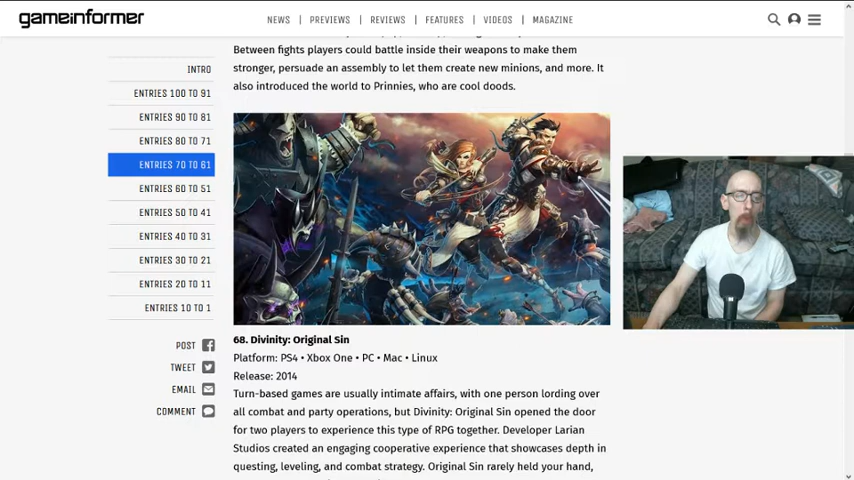 gameinformer
NEWS | PREVIEWS | REVIEWS | FEATURES | VIDEOS | MAGAZINE
Between fights players could battle inside their weapons to make them
stronger, persuade an assembly to let them create new minions, and more. It
also introduced the world to Prinnies, who are cool doods.
INTRO
ENTRIES 100 TO 91
ENTRIES 90 TO 81
ENTRIES 80 TO 71
ENTRIES 70 TO 61
ENTRIES 60 TO 51
ENTRIES 50 TO 41
ENTRIES 40 TO 31
ENTRIES 30 TO 21
ENTRIES 20 TO 11
ENTRIES 10 TO 1
POST
TWEET
EMAIL
COMMENT
68. Divinity: Original Sin
Platform: PS4 • Xbox One • PC • Mac • Linux
Release: 2014
Turn-based games are usually intimate affairs, with one person lording over
all combat and party operations, but Divinity: Original Sin opened the door
for two players to experience this type of RPG together. Developer Larian
Studios created an engaging cooperative experience that showcases depth in
questing, leveling, and combat strategy. Original Sin rarely held your hand,